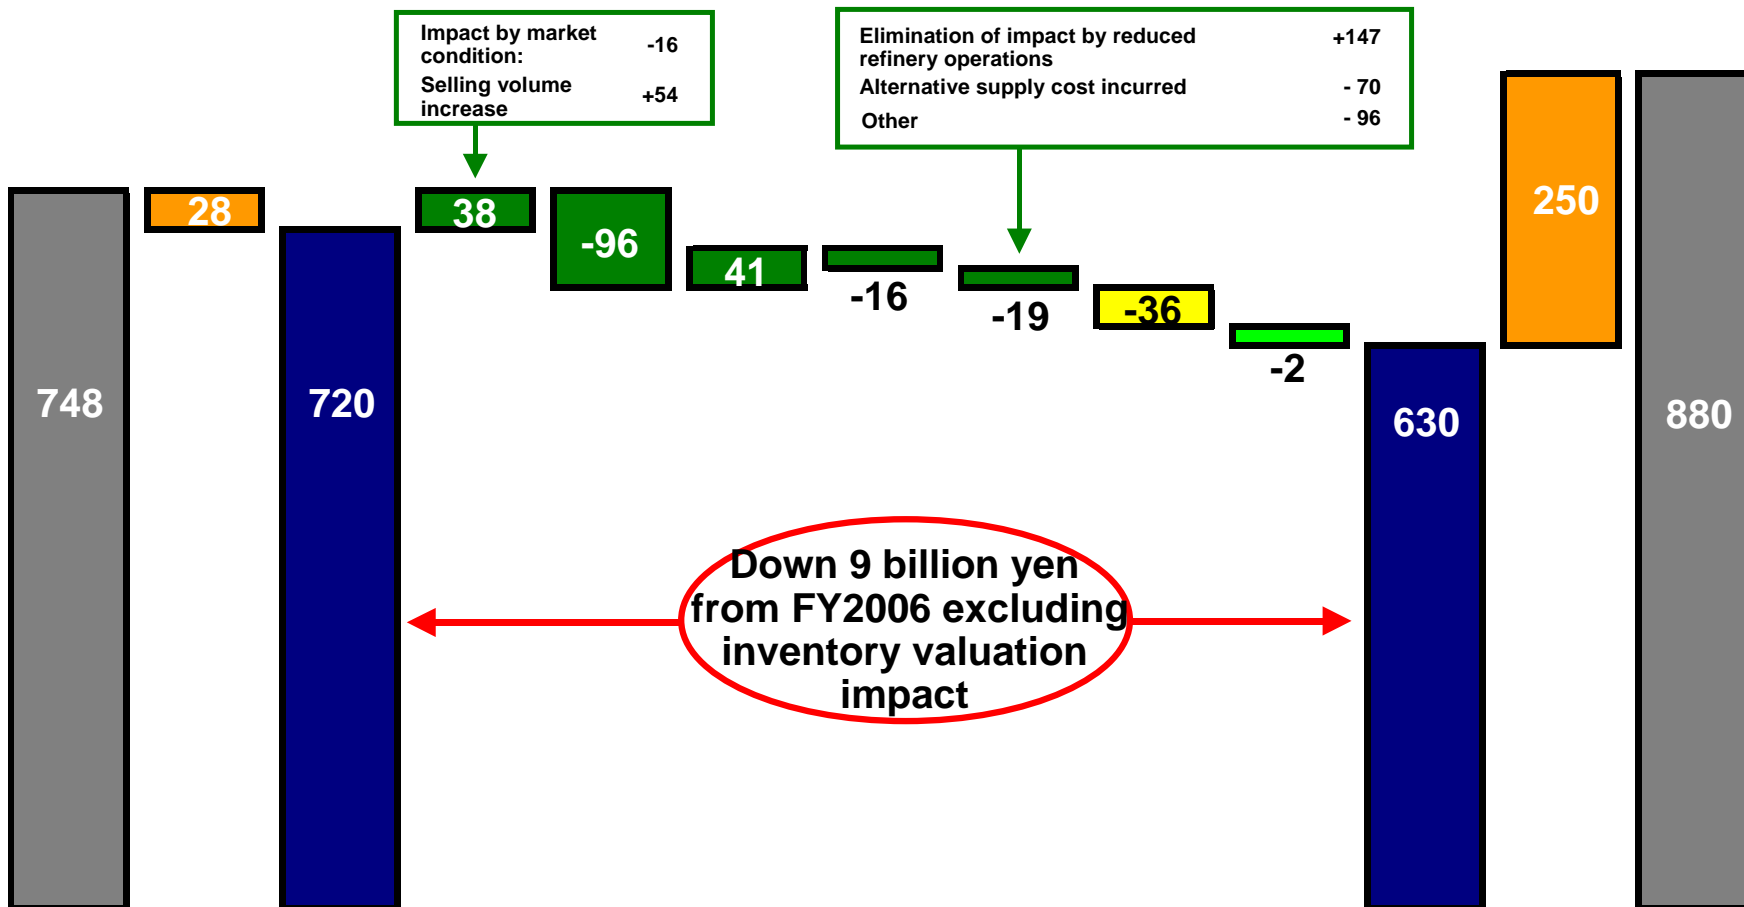 Impact by market
condition:
-16
Selling volume
increase
+54
Elimination of impact by reduced
refinery operations
+147
Alternative supply cost incurred
- 70
Other
- 96
28
38
-96
41
-16
-19
-36
-2
250
748
720
630
880
Down 9 billion yen
from FY2006 excluding
inventory valuation
impact